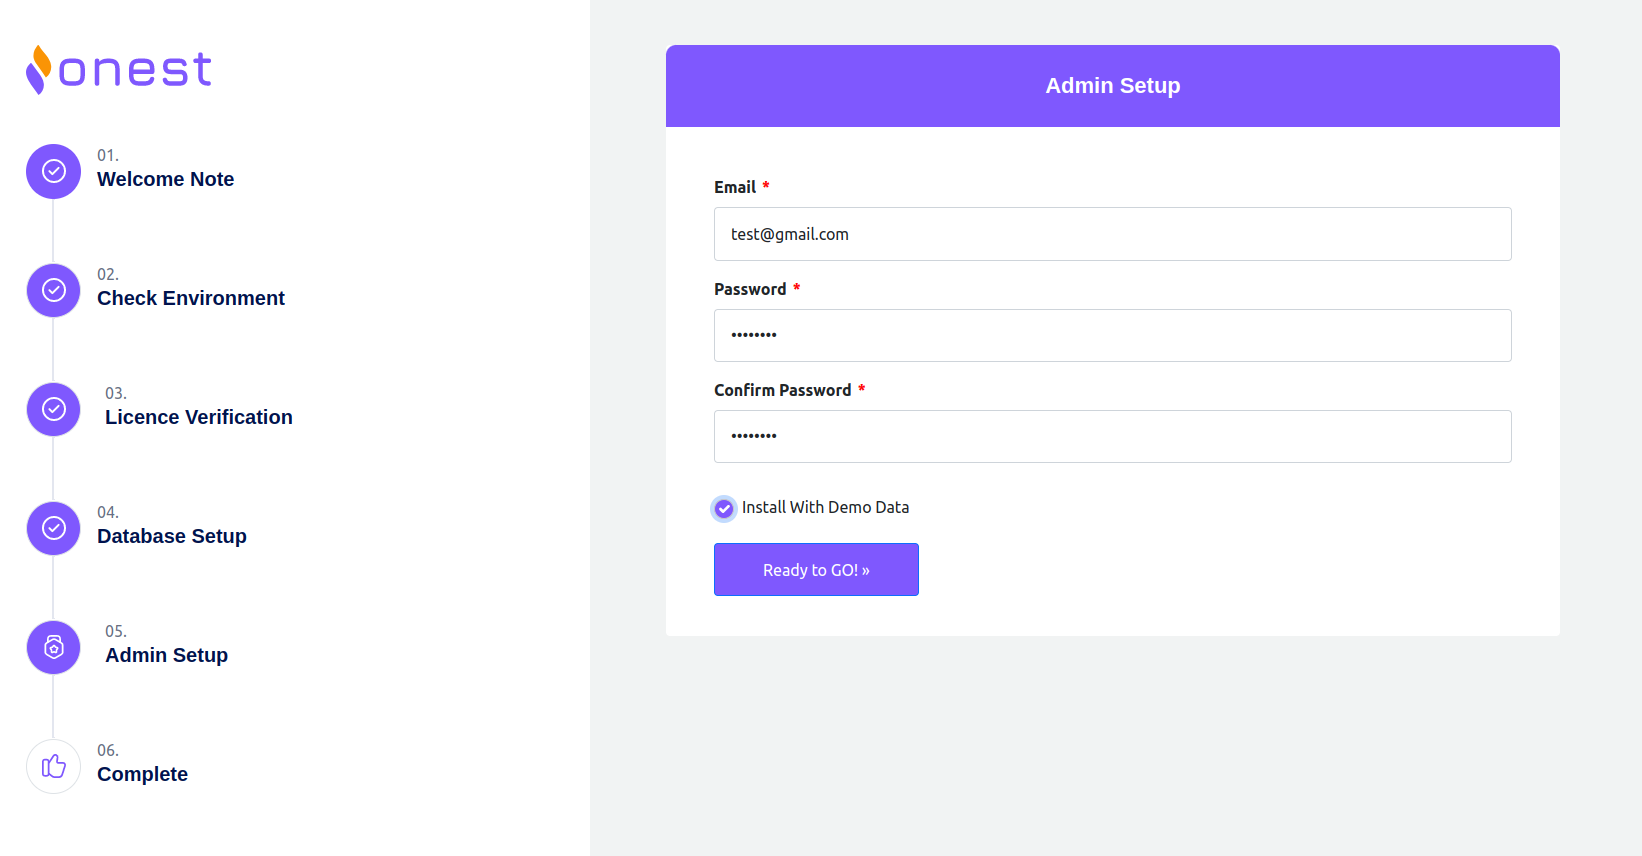 onest
01.
Welcome Note
02.
Check Environment
03.
Licence Verification
04.
Database Setup
05.
Admin Setup
06.
Complete
Admin Setup
Email *
test@gmail.com
Password *
••••••••
Confirm Password *
••••••••
Install With Demo Data
Ready to GO! »